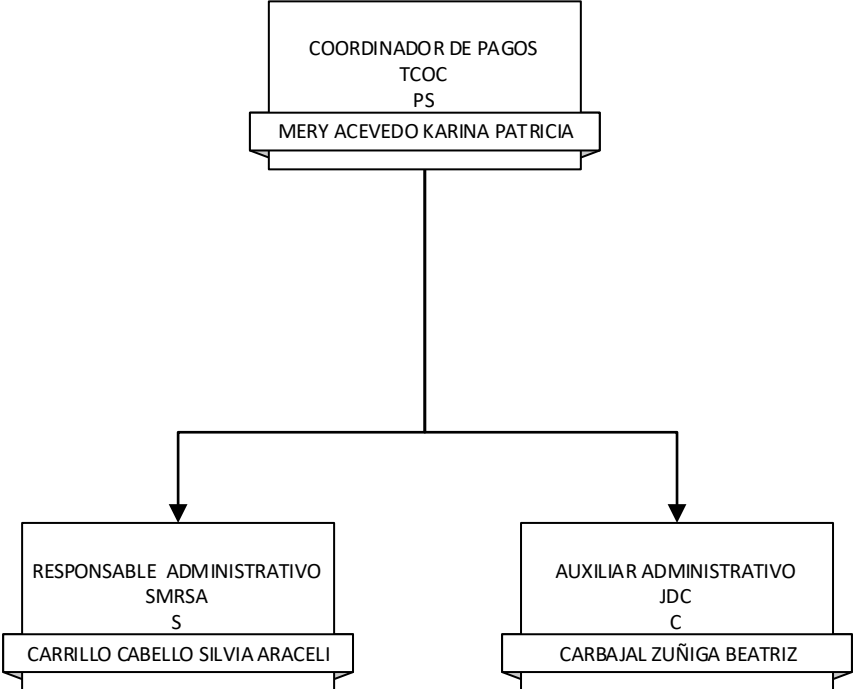 COORDINADOR DE PAGOS
TCOC
PS
MERY ACEVEDO KARINA PATRICIA
RESPONSABLE ADMINISTRATIVO
SMRSA
S
CARRILLO CABELLO SILVIA ARACELI
AUXILIAR ADMINISTRATIVO
JDC
C
CARBAJAL ZUÑIGA BEATRIZ